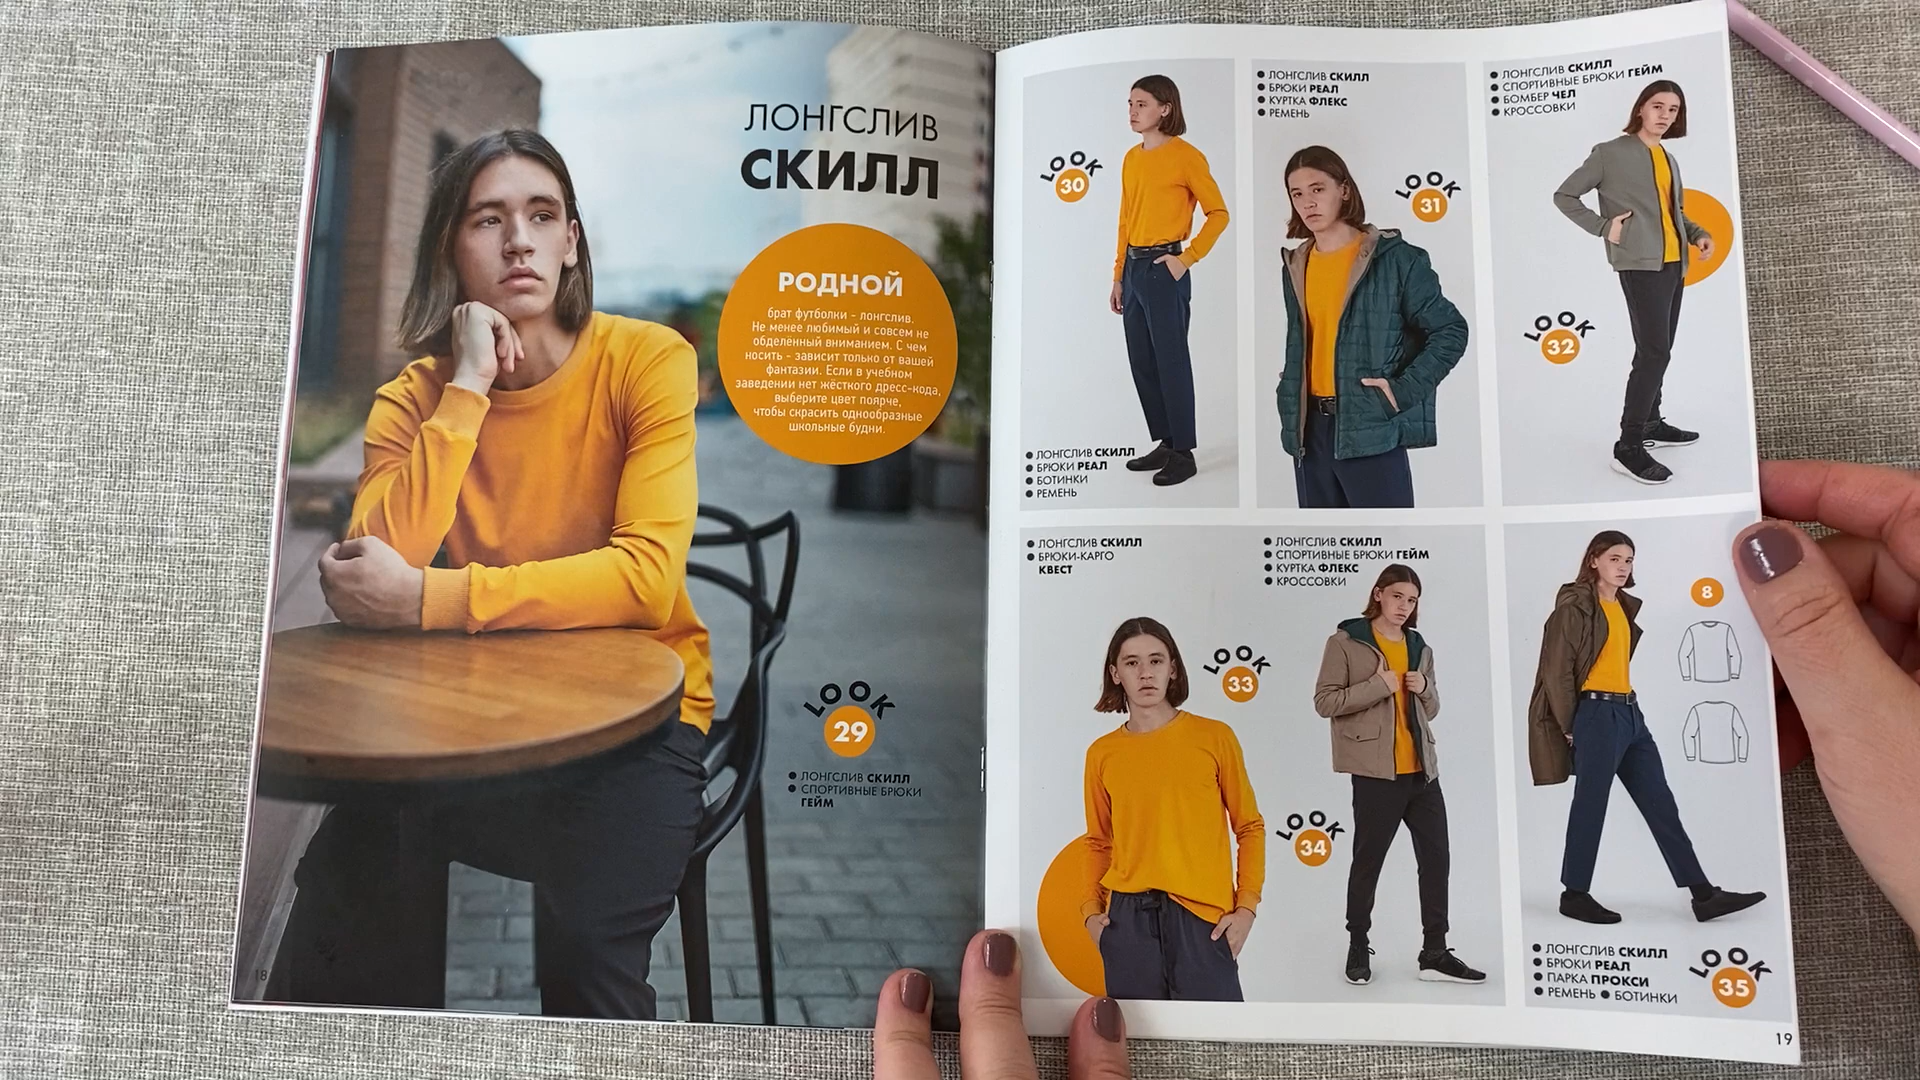 ЛОНГСЛИВ
СКИЛЛ
РОДНОЙ
брат футболки - лонгслив.
Не менее любимый и совсем не
обделённый вниманием. С чем
носить - зависит только от вашей
фантазии. Если в учебном
заведении нет жёсткого дресс-кода,
выберите цвет поярче,
чтобы скрасить однообразные
школьные будни.
LOOK
29
● ЛОНГСЛИВ СКИЛЛ
● СПОРТИВНЫЕ БРЮКИ
ГЕЙМ
18
LOOK
30
● ЛОНГСЛИВ СКИЛЛ
● БРЮКИ РЕАЛ
● БОТИНКИ
● РЕМЕНЬ
● ЛОНГСЛИВ СКИЛЛ
● БРЮКИ РЕАЛ
● КУРТКА ФЛЕКС
● РЕМЕНЬ
LOOK
31
● ЛОНГСЛИВ СКИЛЛ
● СПОРТИВНЫЕ БРЮКИ ГЕЙМ
● БОМБЕР ЧЕЛ
● КРОССОВКИ
LOOK
32
● ЛОНГСЛИВ СКИЛЛ
● БРЮКИ-КАРГО
КВЕСТ
LOOK
33
● ЛОНГСЛИВ СКИЛЛ
● СПОРТИВНЫЕ БРЮКИ ГЕЙМ
● КУРТКА ФЛЕКС
● КРОССОВКИ
LOOK
34
8
● ЛОНГСЛИВ СКИЛЛ
● БРЮКИ РЕАЛ
● ПАРКА ПРОКСИ
● РЕМЕНЬ ● БОТИНКИ
LOOK
35
19